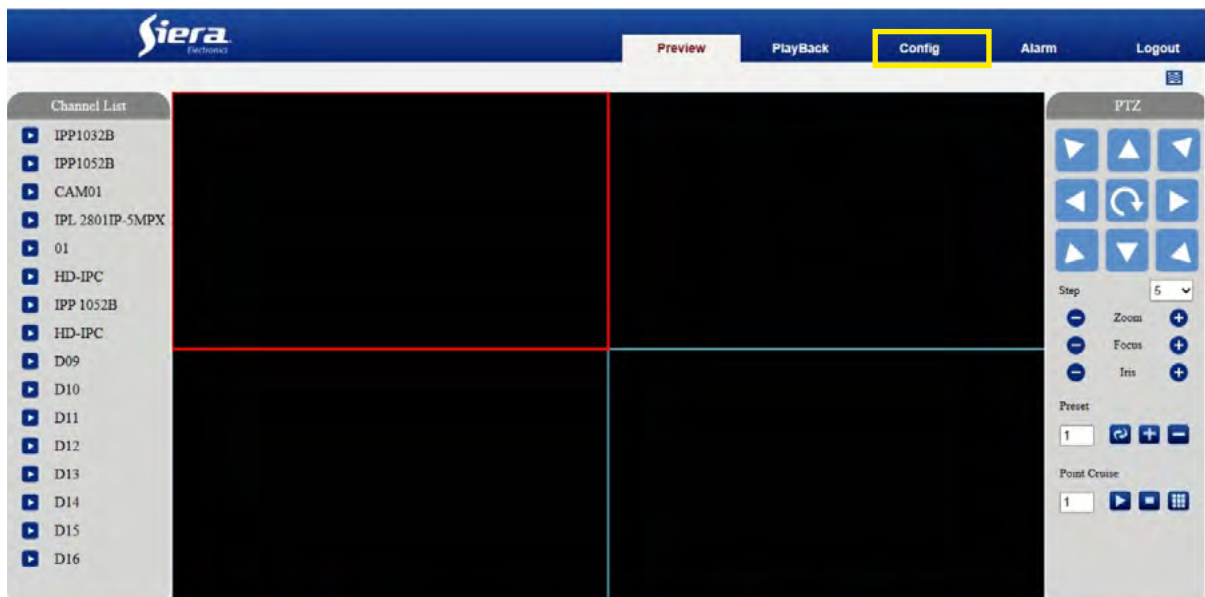 Siera
Electronics
Preview PlayBack Config Alarm Logout
Channel List
IPP1032B
IPP1052B
CAM01
IPL 2801IP-5MPX
01
HD-IPC
IPP 1052B
HD-IPC
D09
D10
D11
D12
D13
D14
D15
D16
PTZ
Step 5
Zoom
Focus
Iris
Preset
1
Point Cruise
1